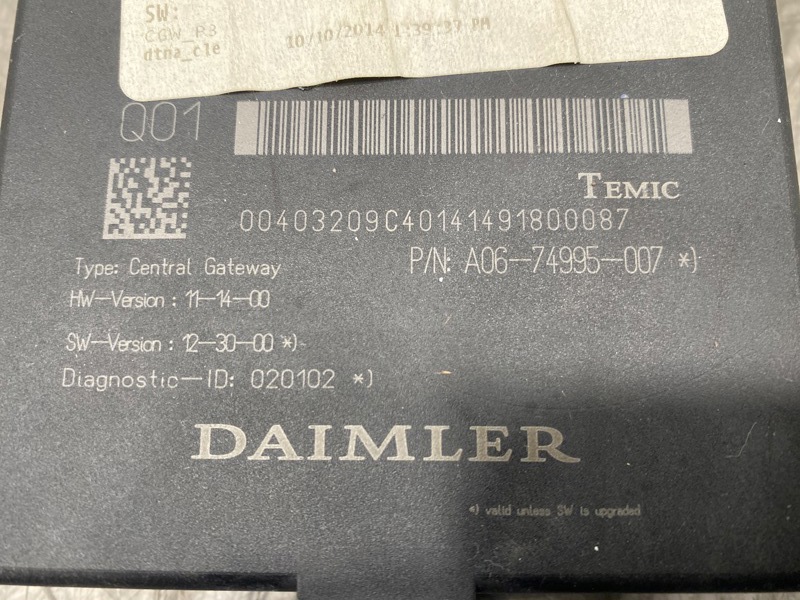 SW:
CGW_P3
dtna_cle
10/10/2014 1:39:37 PM
Q01
TEMIC
00403209C40141491800087
P/N: A06-74995-007 *)
Type: Central Gateway
HW-Version : 11-14-00
SW-Version : 12-30-00 *)
Diagnostic-ID: 020102 *)
DAIMLER
*) valid unless SW is upgraded